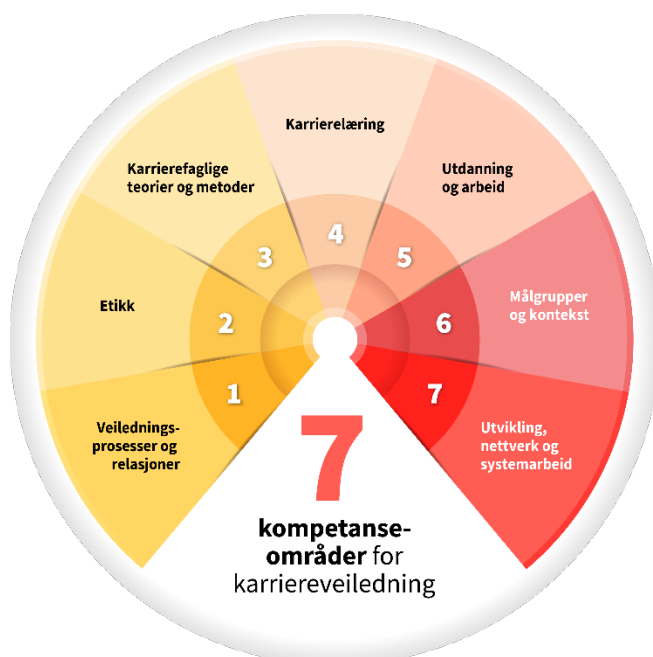 Karrierelæring
Karrierefaglige
teorier og metoder
Utdanning
og arbeid
4
3
5
Etikk
2
6
Målgrupper
og kontekst
1
7
Veilednings-
prosesser og
relasjoner
Utvikling,
nettverk og
systemarbeid
7
kompetanse-
områder for
karriereveiledning